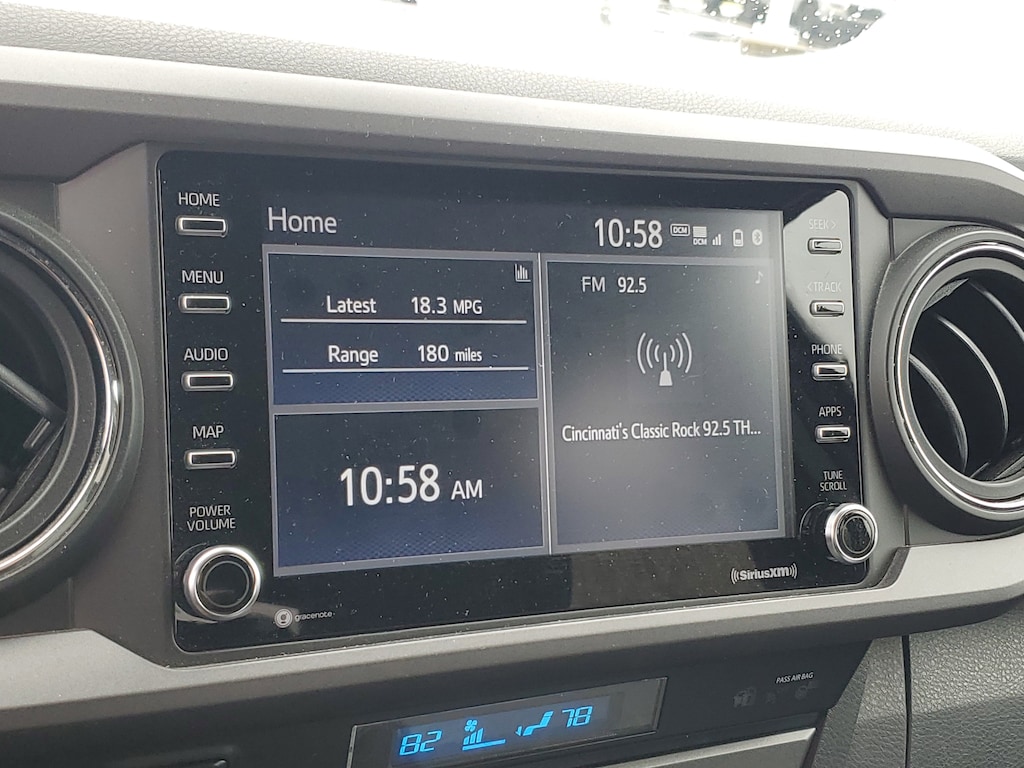 HOME
MENU
AUDIO
MAP
POWER
VOLUME
Home
10:58
DCM
DCM
Latest 18.3 MPG
Range 180 miles
10:58 AM
FM 92.5
Cincinnati's Classic Rock 92.5 TH...
SEEK >
< TRACK
PHONE
APPS
TUNE
SCROLL
gracenote
((SiriusXM))
PASS AIR BAG
82 78